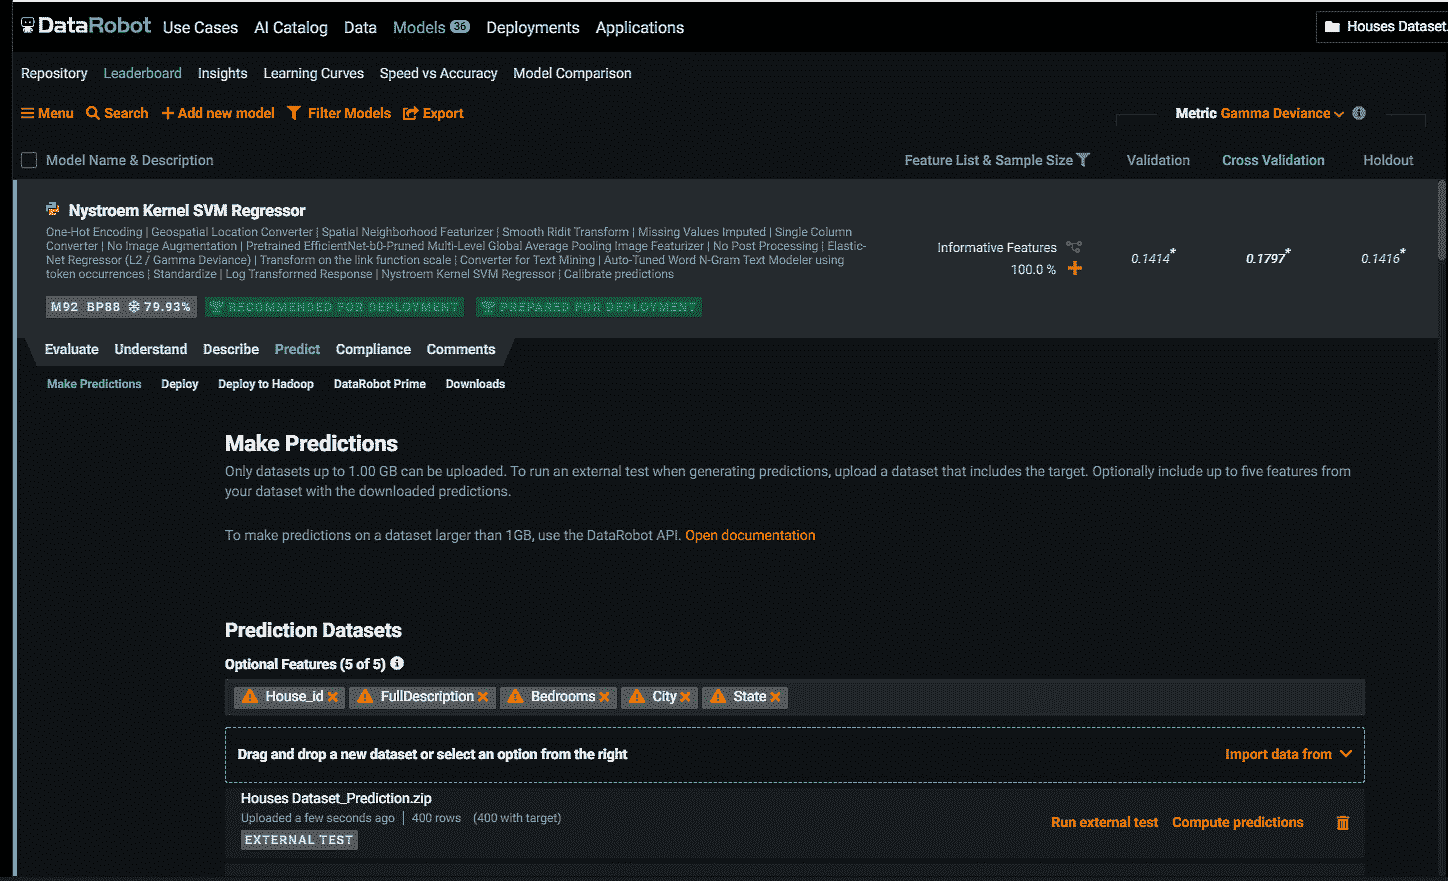 DataRobot Use Cases AI Catalog Data Models 36 Deployments Applications Houses Dataset.
Repository Leaderboard Insights Learning Curves Speed vs Accuracy Model Comparison
Menu Search + Add new model Filter Models Export Metric Gamma Deviance
Model Name & Description Feature List & Sample Size Validation Cross Validation Holdout
Nystroem Kernel SVM Regressor
One-Hot Encoding | Geospatial Location Converter | Spatial Neighborhood Featurizer | Smooth Ridit Transform | Missing Values Imputed | Single Column
Converter | No Image Augmentation | Pretrained EfficientNet-b0-Pruned Multi-Level Global Average Pooling Image Featurizer | No Post Processing | Elastic-
Net Regressor (L2 / Gamma Deviance) | Transform on the link function scale | Converter for Text Mining | Auto-Tuned Word N-Gram Text Modeler using
token occurrences | Standardize | Log Transformed Response | Nystroem Kernel SVM Regressor | Calibrate predictions
Informative Features
100.0 % +
0.1414* 0.1797* 0.1416*
M92 BP88 79.93% RECOMMENDED FOR DEPLOYMENT PREPARED FOR DEPLOYMENT
Evaluate Understand Describe Predict Compliance Comments
Make Predictions Deploy Deploy to Hadoop DataRobot Prime Downloads
Make Predictions
Only datasets up to 1.00 GB can be uploaded. To run an external test when generating predictions, upload a dataset that includes the target. Optionally include up to five features from
your dataset with the downloaded predictions.
To make predictions on a dataset larger than 1GB, use the DataRobot API. Open documentation
Prediction Datasets
Optional Features (5 of 5)
House_id FullDescription Bedrooms City State
Drag and drop a new dataset or select an option from the right Import data from
Houses Dataset_Prediction.zip
Uploaded a few seconds ago | 400 rows (400 with target)
EXTERNAL TEST
Run external test Compute predictions